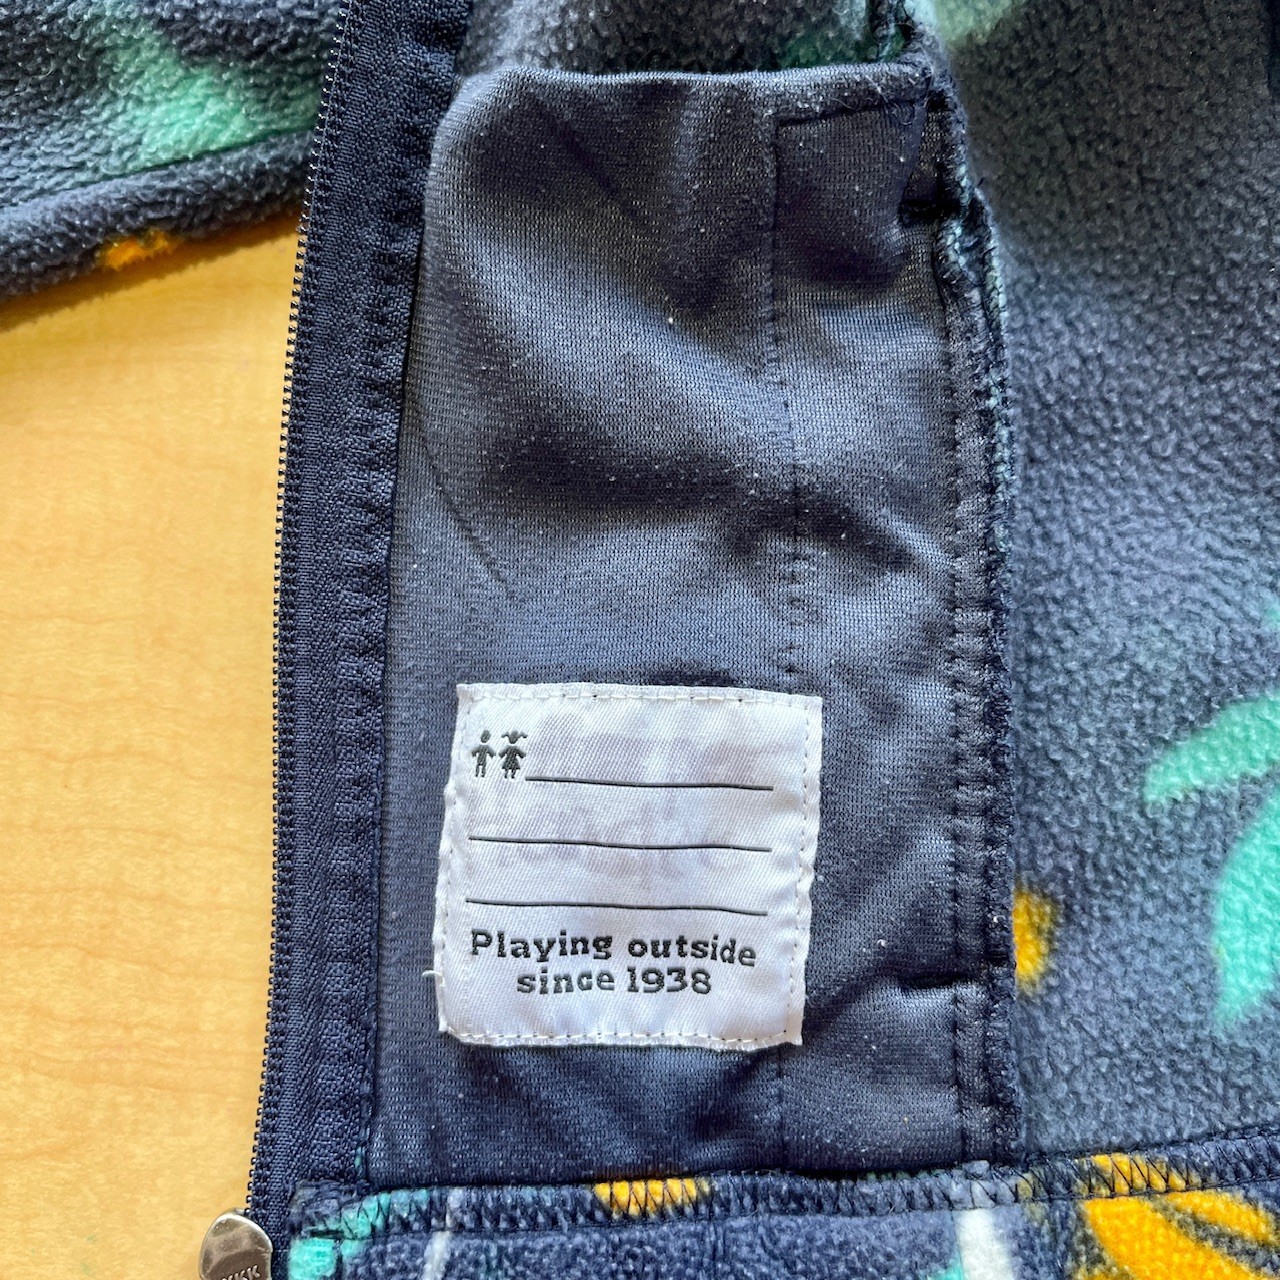 Playing outside
since 1938